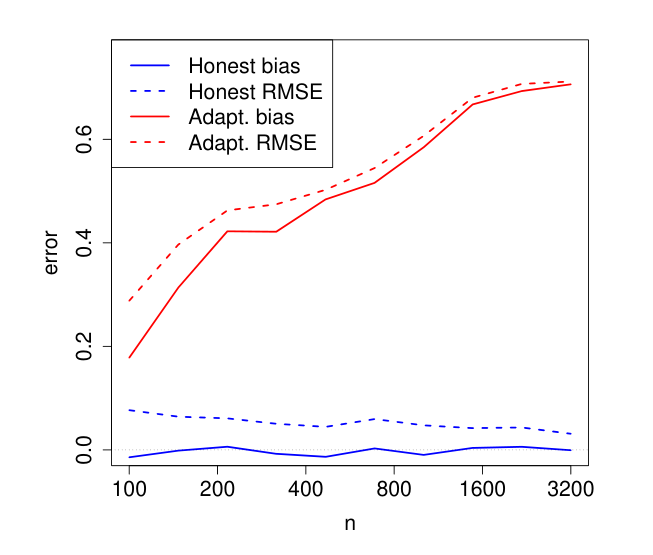 Honest bias
Honest RMSE
Adapt. bias
Adapt. RMSE
error
0.6
0.4
0.2
0.0
100 200 400 800 1600 3200
n